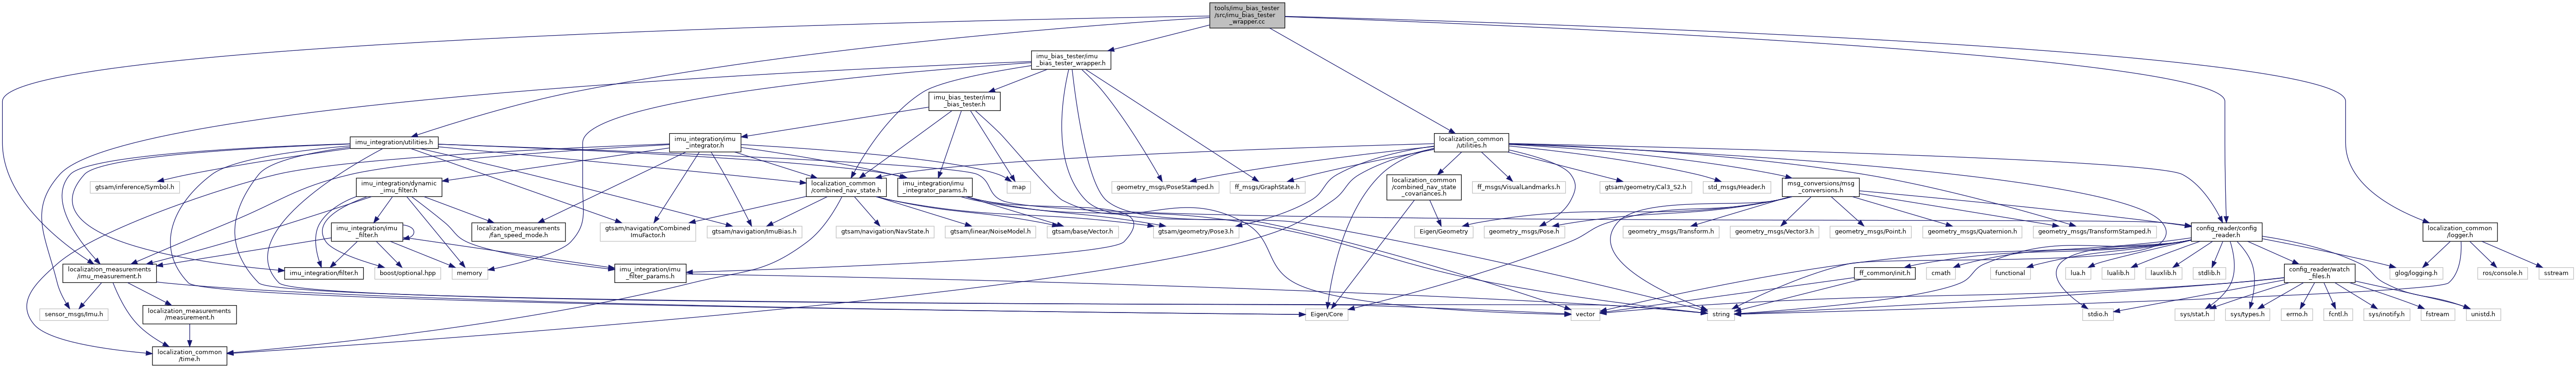 tools/imu_bias_tester
/src/imu_bias_tester
_wrapper.cc
imu_bias_tester/imu
_bias_tester_wrapper.h
imu_bias_tester/imu
_bias_tester.h
imu_integration/utilities.h
imu_integration/imu
_integrator.h
localization_common
/utilities.h
gtsam/inference/Symbol.h
imu_integration/dynamic
_imu_filter.h
localization_common
/combined_nav_state.h
imu_integration/imu
_integrator_params.h
map
geometry_msgs/PoseStamped.h
ff_msgs/GraphState.h
localization_common
/combined_nav_state
_covariances.h
ff_msgs/VisualLandmarks.h
gtsam/geometry/Cal3_S2.h
std_msgs/Header.h
msg_conversions/msg
_conversions.h
imu_integration/imu
_filter.h
localization_measurements
/fan_speed_mode.h
gtsam/navigation/Combined
ImuFactor.h
gtsam/navigation/ImuBias.h
gtsam/navigation/NavState.h
gtsam/linear/NoiseModel.h
gtsam/base/Vector.h
gtsam/geometry/Pose3.h
Eigen/Geometry
geometry_msgs/Pose.h
geometry_msgs/Transform.h
geometry_msgs/Vector3.h
geometry_msgs/Point.h
geometry_msgs/Quaternion.h
geometry_msgs/TransformStamped.h
config_reader/config
_reader.h
localization_common
/logger.h
localization_measurements
/imu_measurement.h
imu_integration/filter.h
boost/optional.hpp
memory
imu_integration/imu
_filter_params.h
ff_common/init.h
cmath
functional
lua.h
lualib.h
lauxlib.h
stdlib.h
config_reader/watch
_files.h
glog/logging.h
ros/console.h
sstream
sensor_msgs/Imu.h
localization_measurements
/measurement.h
Eigen/Core
vector
string
stdio.h
sys/stat.h
sys/types.h
errno.h
fcntl.h
sys/inotify.h
fstream
unistd.h
localization_common
/time.h